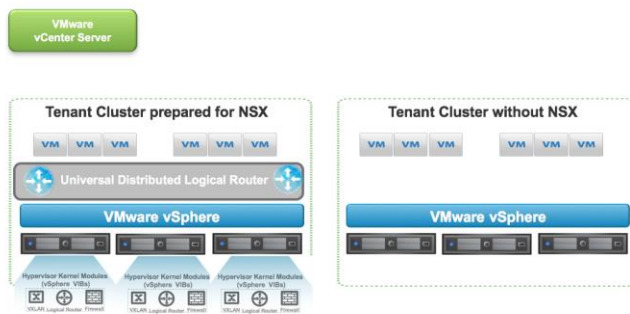 VMware
vCenter Server
Tenant Cluster prepared for NSX
Tenant Cluster without NSX
VM VM VM VM VM VM
VM VM VM VM VM VM
Universal Distributed Logical Router
VMware vSphere
VMware vSphere
Hypervisor Kernel Modules
(vSphere VIBs)
Hypervisor Kernel Modules
(vSphere VIBs)
Hypervisor Kernel Modules
(vSphere VIBs)
VXLAN Logical Router Firewall
VXLAN Logical Router Firewall
VXLAN Logical Router Firewall